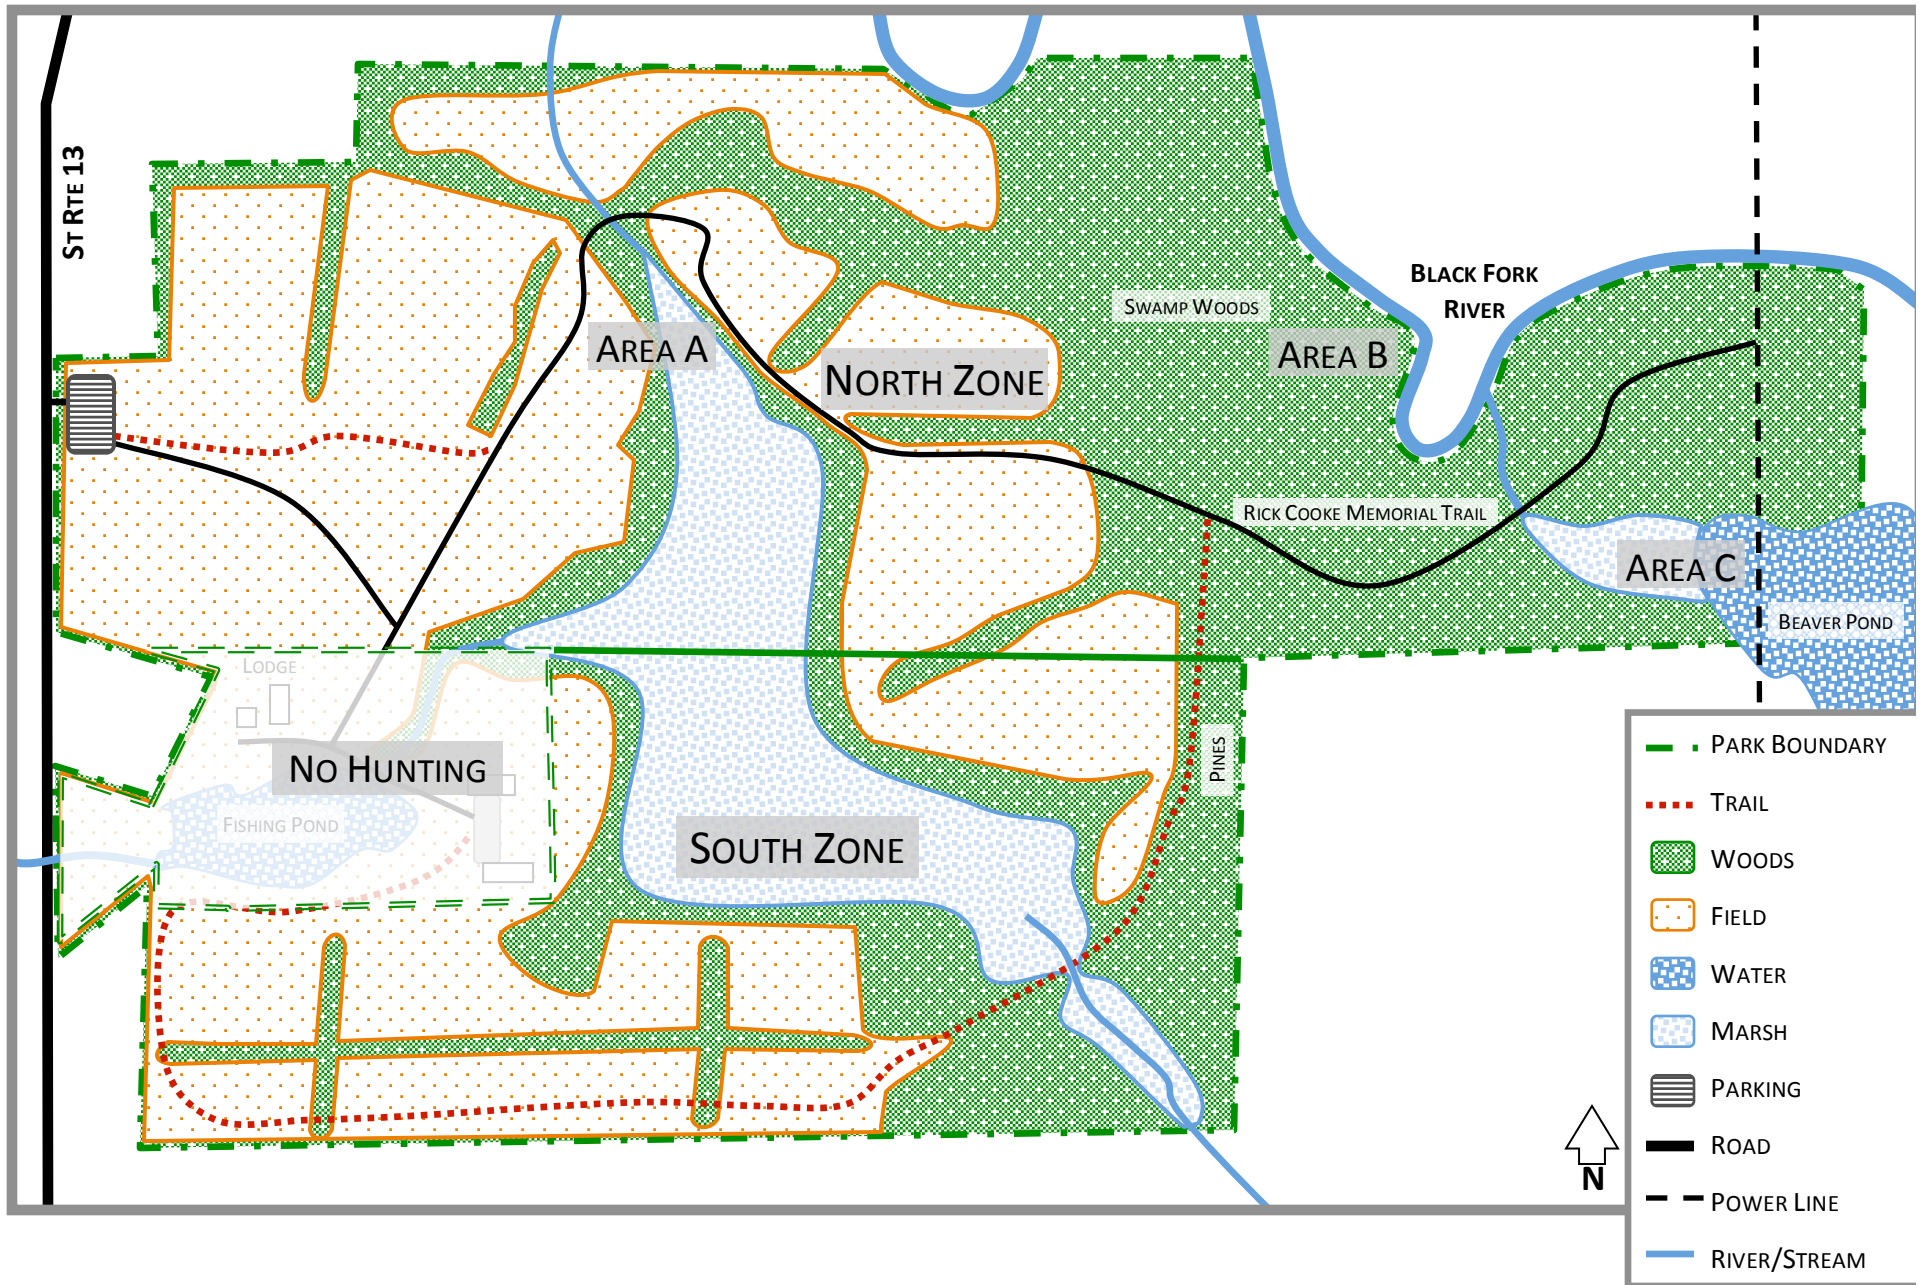 ST RTE 13
BLACK FORK
RIVER
SWAMP WOODS
AREA A
AREA B
NORTH ZONE
RICK COOKE MEMORIAL TRAIL
AREA C
BEAVER POND
LODGE
NO HUNTING
PINES
FISHING POND
SOUTH ZONE
N
PARK BOUNDARY
TRAIL
WOODS
FIELD
WATER
MARSH
PARKING
ROAD
POWER LINE
RIVER/STREAM